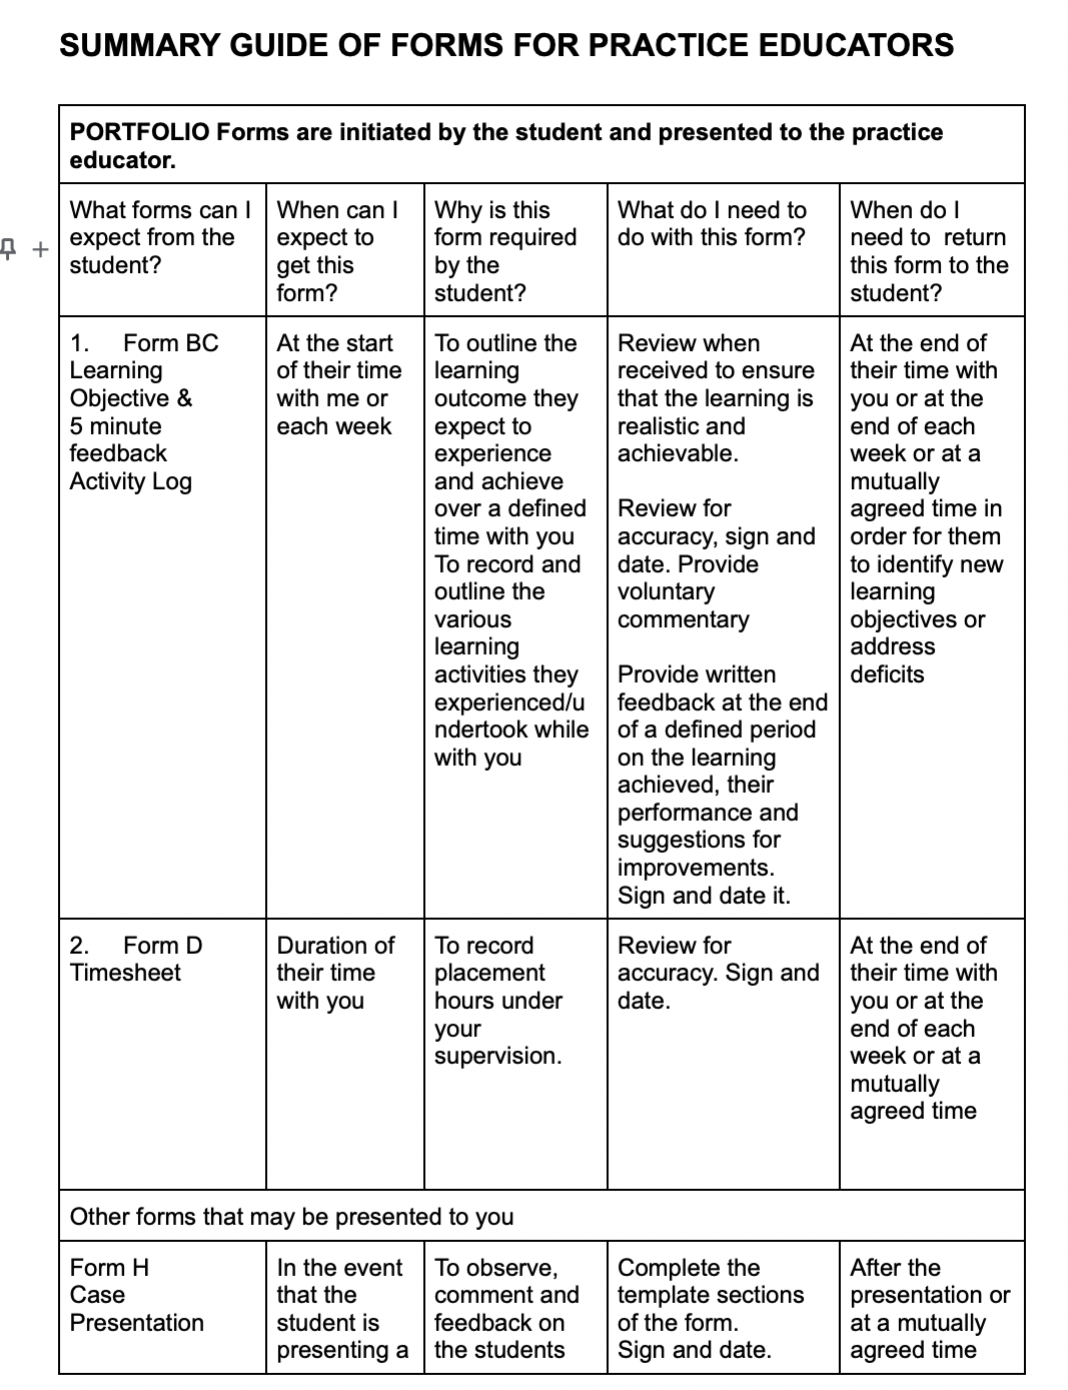 SUMMARY GUIDE OF FORMS FOR PRACTICE EDUCATORS
PORTFOLIO Forms are initiated by the student and presented to the practice
educator.
What forms can I
expect from the
student?
When can I
expect to
get this
form?
Why is this
form required
by the
student?
What do I need to
do with this form?
When do I
need to return
this form to the
student?
1. Form BC
Learning
Objective &
5 minute
feedback
Activity Log
At the start
of their time
with me or
each week
To outline the
learning
outcome they
expect to
experience
and achieve
over a defined
time with you
To record and
outline the
various
learning
activities they
experienced/u
ndertook while
with you
Review when
received to ensure
that the learning is
realistic and
achievable.
Review for
accuracy, sign and
date. Provide
voluntary
commentary
Provide written
feedback at the end
of a defined period
on the learning
achieved, their
performance and
suggestions for
improvements.
Sign and date it.
At the end of
their time with
you or at the
end of each
week or at a
mutually
agreed time in
order for them
to identify new
learning
objectives or
address
deficits
2. Form D
Timesheet
Duration of
their time
with you
To record
placement
hours under
your
supervision.
Review for
accuracy. Sign and
date.
At the end of
their time with
you or at the
end of each
week or at a
mutually
agreed time
Other forms that may be presented to you
Form H
Case
Presentation
In the event
that the
student is
presenting a
To observe,
comment and
feedback on
the students
Complete the
template sections
of the form.
Sign and date.
After the
presentation or
at a mutually
agreed time